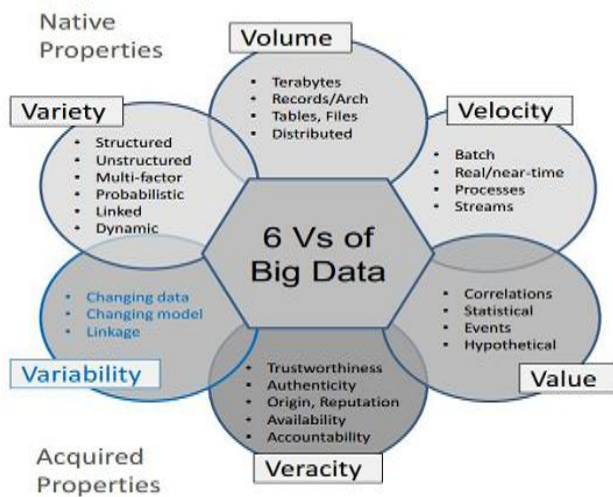 Native
Properties
Volume
• Terabytes
• Records/Arch
• Tables, Files
• Distributed
Variety
• Structured
• Unstructured
• Multi-factor
• Probabilistic
• Linked
• Dynamic
Velocity
• Batch
• Real/near-time
• Processes
• Streams
6 Vs of
Big Data
• Changing data
• Changing model
• Linkage
Variability
• Correlations
• Statistical
• Events
• Hypothetical
Value
• Trustworthiness
• Authenticity
• Origin, Reputation
• Availability
• Accountability
Veracity
Acquired
Properties